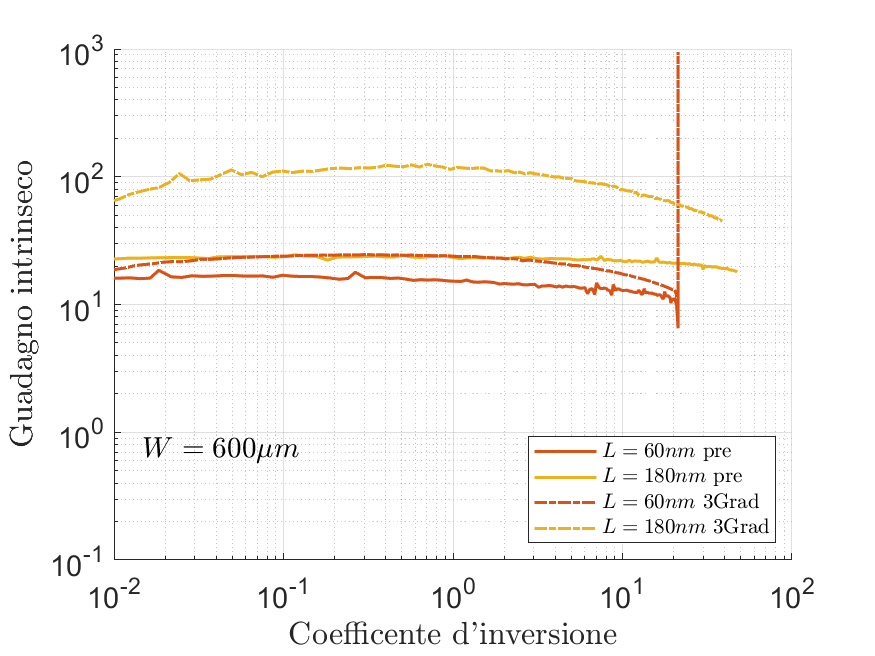 10^3
10^2
10^1
10^0
10^-1
Guadagno intrinseco
W = 600μm
L = 60nm pre
L = 180nm pre
L = 60nm 3Grad
L = 180nm 3Grad
10^-2 10^-1 10^0 10^1 10^2
Coefficente d'inversione